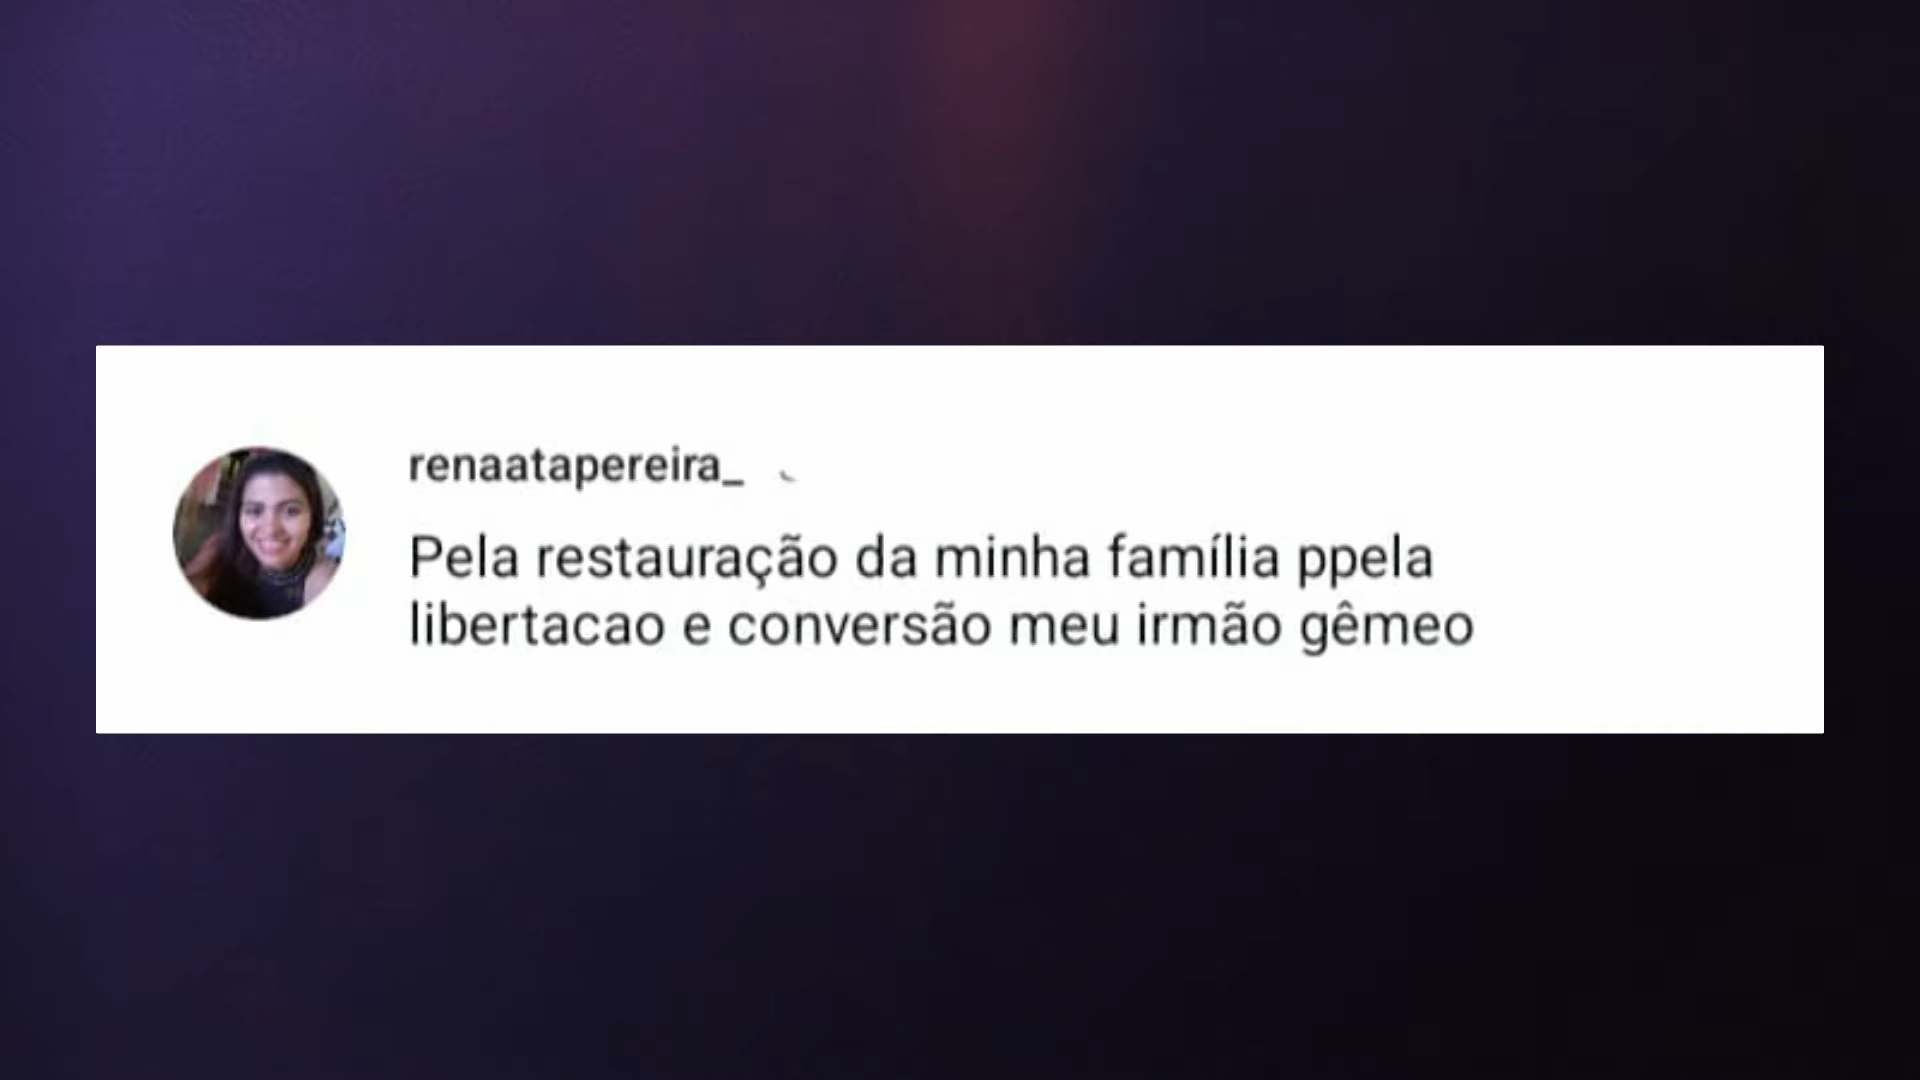 renaatapereira_
Pela restauração da minha família ppela
libertacao e conversão meu irmão gêmeo